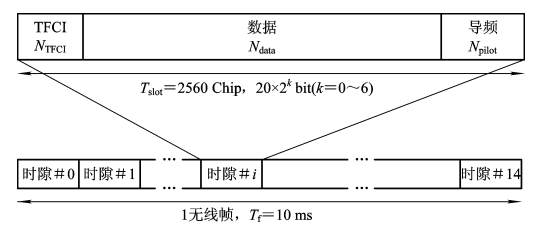 TFCI 数据 导频
N_TFCI N_data N_pilot
T_slot=2560 Chip，20×2^k bit(k=0～6)
时隙＃0 时隙＃1 … 时隙＃i … 时隙＃14
1无线帧，T_f=10 ms